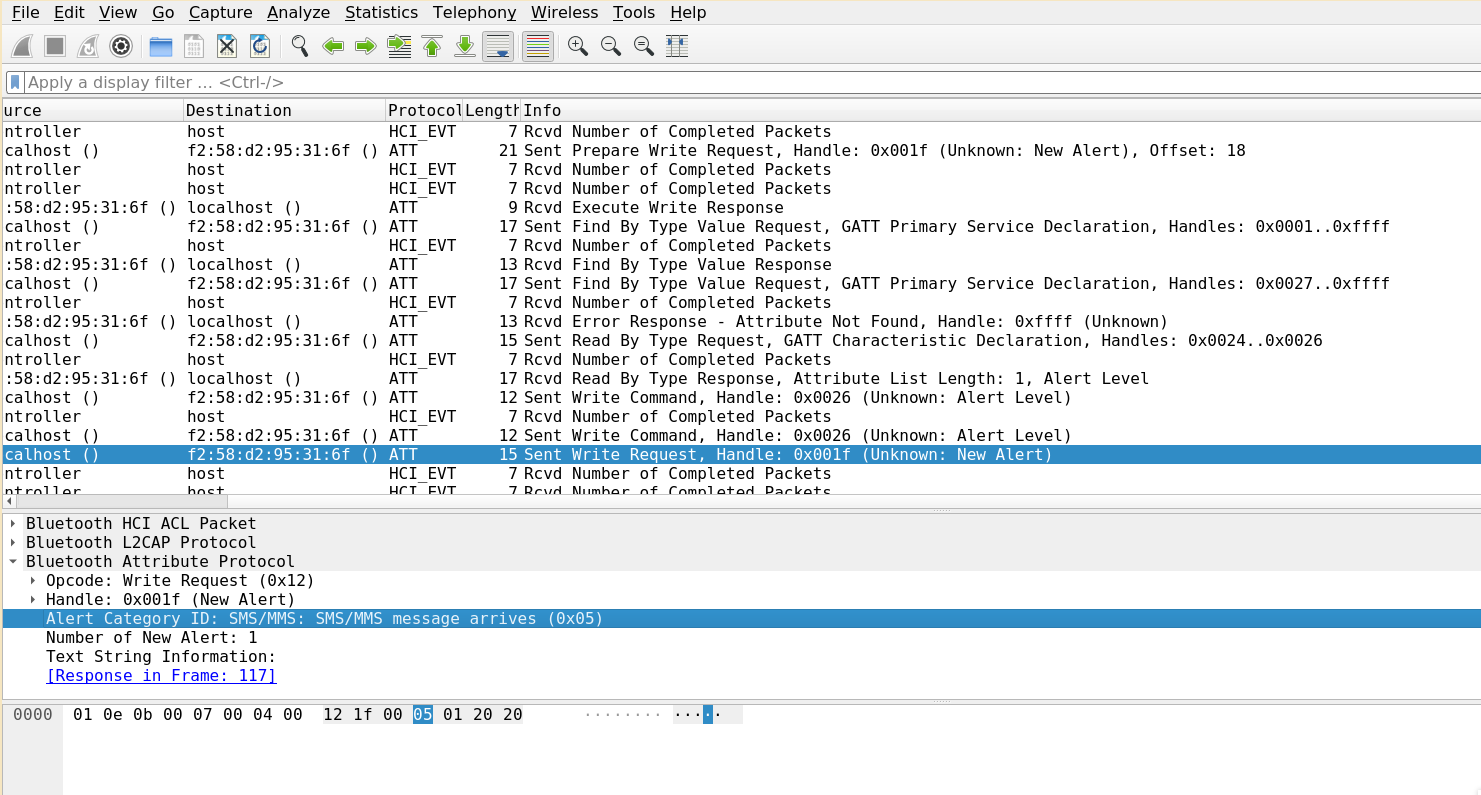 File Edit View Go Capture Analyze Statistics Telephony Wireless Tools Help
Apply a display filter … <Ctrl-/>
urce Destination Protocol Length Info
ntroller host HCI_EVT 7 Rcvd Number of Completed Packets
calhost () f2:58:d2:95:31:6f () ATT 21 Sent Prepare Write Request, Handle: 0x001f (Unknown: New Alert), Offset: 18
ntroller host HCI_EVT 7 Rcvd Number of Completed Packets
ntroller host HCI_EVT 7 Rcvd Number of Completed Packets
:58:d2:95:31:6f () localhost () ATT 9 Rcvd Execute Write Response
calhost () f2:58:d2:95:31:6f () ATT 17 Sent Find By Type Value Request, GATT Primary Service Declaration, Handles: 0x0001..0xffff
ntroller host HCI_EVT 7 Rcvd Number of Completed Packets
:58:d2:95:31:6f () localhost () ATT 13 Rcvd Find By Type Value Response
calhost () f2:58:d2:95:31:6f () ATT 17 Sent Find By Type Value Request, GATT Primary Service Declaration, Handles: 0x0027..0xffff
ntroller host HCI_EVT 7 Rcvd Number of Completed Packets
:58:d2:95:31:6f () localhost () ATT 13 Rcvd Error Response - Attribute Not Found, Handle: 0xffff (Unknown)
calhost () f2:58:d2:95:31:6f () ATT 15 Sent Read By Type Request, GATT Characteristic Declaration, Handles: 0x0024..0x0026
ntroller host HCI_EVT 7 Rcvd Number of Completed Packets
:58:d2:95:31:6f () localhost () ATT 17 Rcvd Read By Type Response, Attribute List Length: 1, Alert Level
calhost () f2:58:d2:95:31:6f () ATT 12 Sent Write Command, Handle: 0x0026 (Unknown: Alert Level)
ntroller host HCI_EVT 7 Rcvd Number of Completed Packets
calhost () f2:58:d2:95:31:6f () ATT 12 Sent Write Command, Handle: 0x0026 (Unknown: Alert Level)
calhost () f2:58:d2:95:31:6f () ATT 15 Sent Write Request, Handle: 0x001f (Unknown: New Alert)
ntroller host HCI_EVT 7 Rcvd Number of Completed Packets
ntroller host HCI_EVT 7 Rcvd Number of Completed Packets
Bluetooth HCI ACL Packet
Bluetooth L2CAP Protocol
Bluetooth Attribute Protocol
Opcode: Write Request (0x12)
Handle: 0x001f (New Alert)
Alert Category ID: SMS/MMS: SMS/MMS message arrives (0x05)
Number of New Alert: 1
Text String Information:
[Response in Frame: 117]
0000 01 0e 0b 00 07 00 04 00 12 1f 00 05 01 20 20 ········ ·····